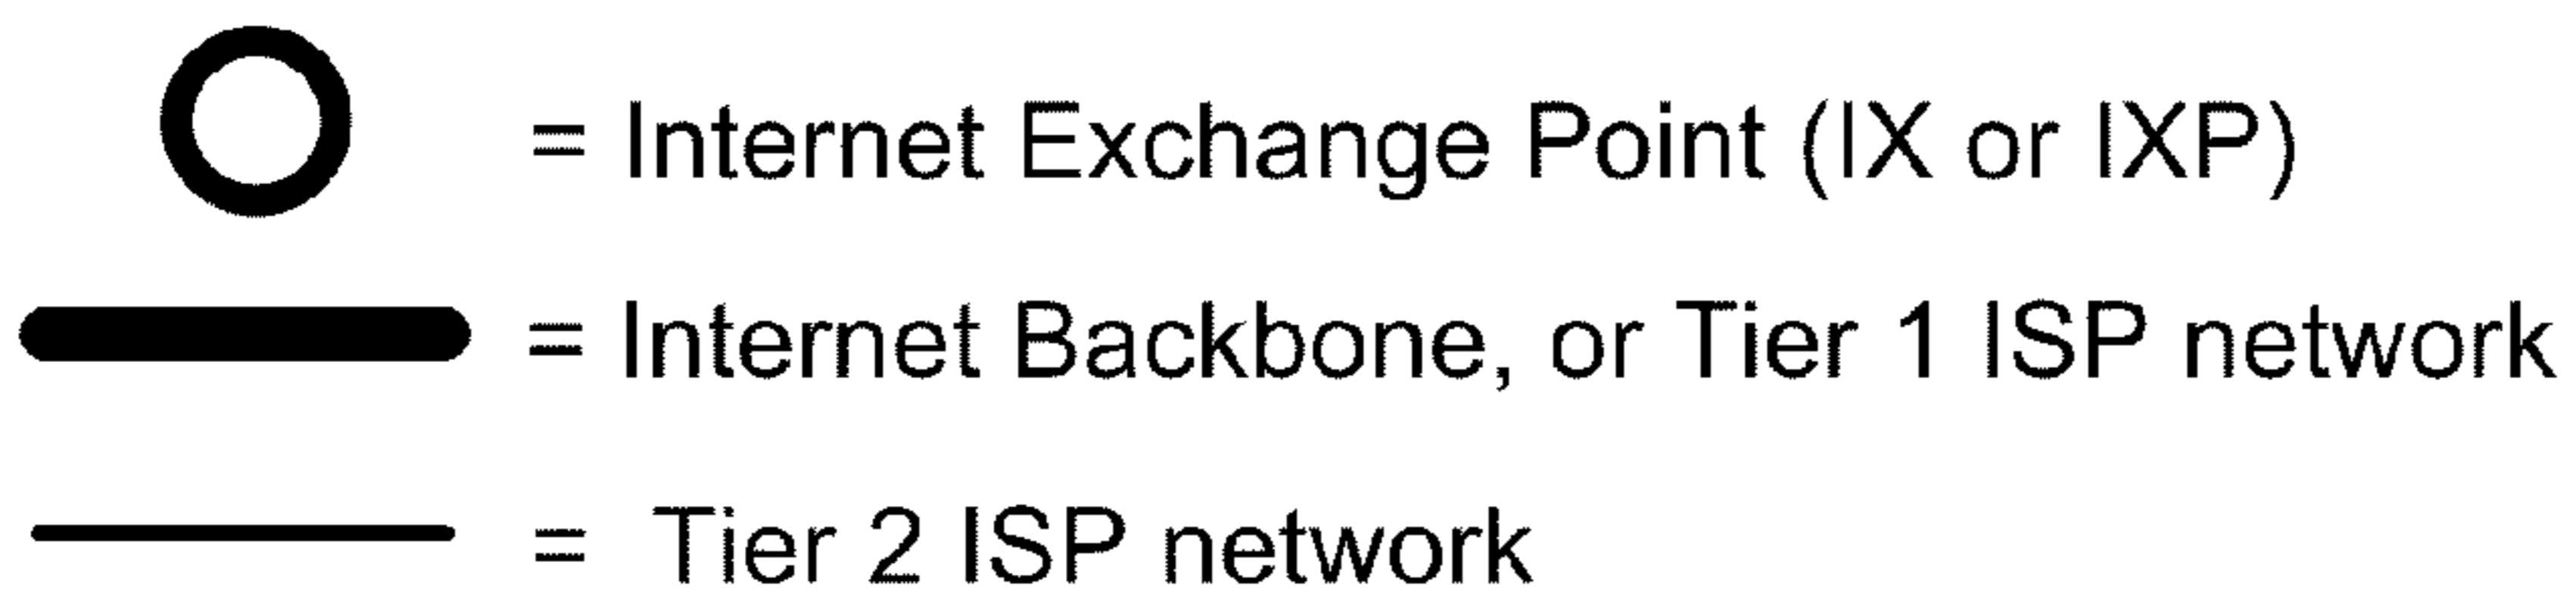 = Internet Exchange Point (IX or IXP)
= Internet Backbone, or Tier 1 ISP network
= Tier 2 ISP network